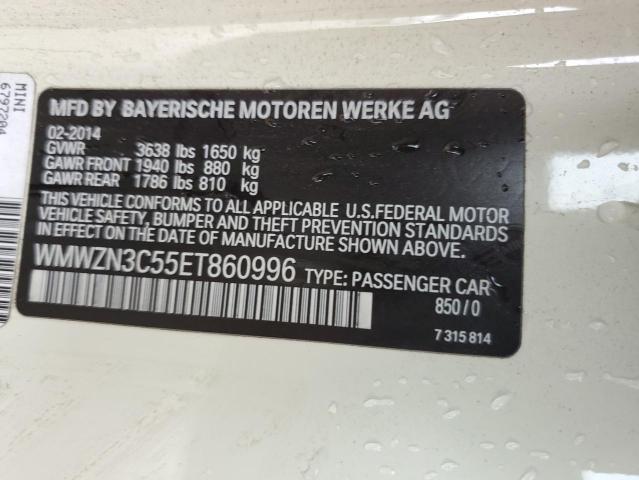 MINI
6797204
MFD BY BAYERISCHE MOTOREN WERKE AG
02-2014
GVWR 3638 lbs 1650 kg
GAWR FRONT 1940 lbs 880 kg
GAWR REAR 1786 lbs 810 kg
THIS VEHICLE CONFORMS TO ALL APPLICABLE U.S.FEDERAL MOTOR
VEHICLE SAFETY, BUMPER AND THEFT PREVENTION STANDARDS
IN EFFECT ON THE DATE OF MANUFACTURE SHOWN ABOVE.
WMWZN3C55ET860996 TYPE: PASSENGER CAR
850/0
7 315 814